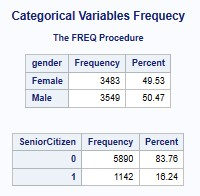 Categorical Variables Frequecy
The FREQ Procedure
gender Frequency Percent
Female 3483 49.53
Male 3549 50.47
SeniorCitizen Frequency Percent
0 5890 83.76
1 1142 16.24